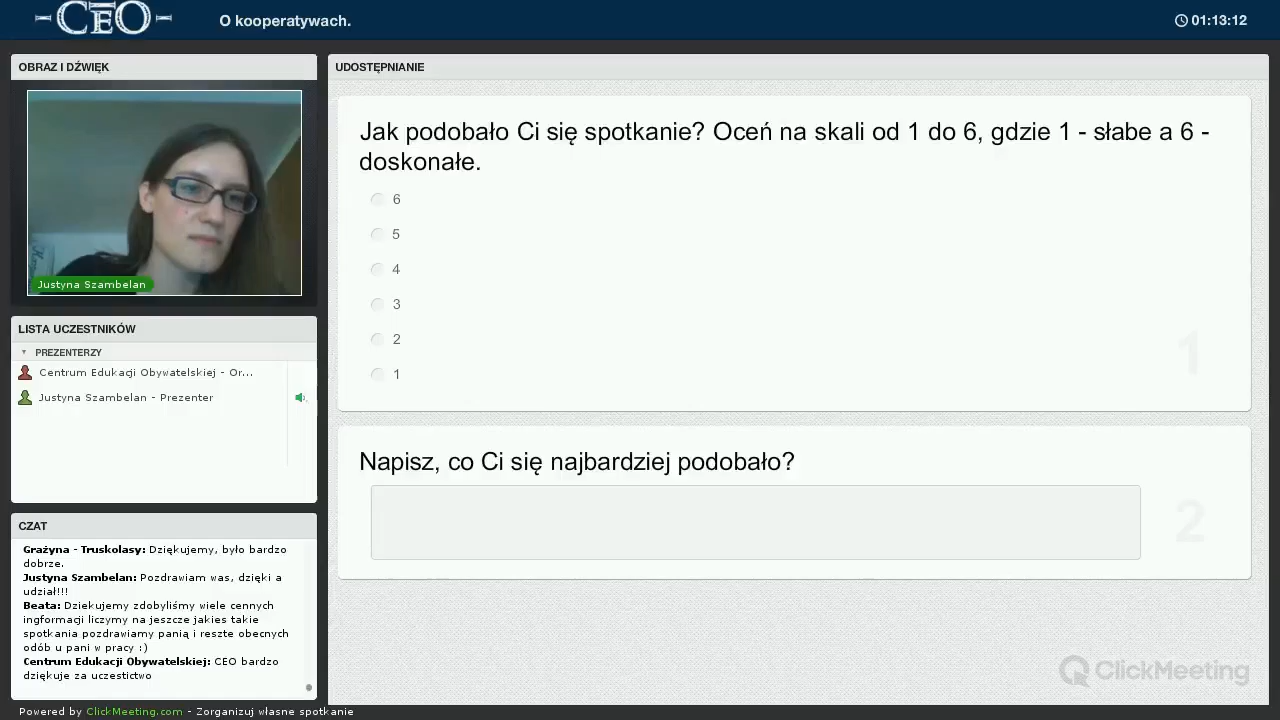 CEO
O kooperatywach.
01:13:12
OBRAZ I DŹWIĘK
Justyna Szambelan
LISTA UCZESTNIKÓW
PREZENTERZY
Centrum Edukacji Obywatelskiej - Or...
Justyna Szambelan - Prezenter
CZAT
Grażyna - Truskolasy: Dziękujemy, było bardzo
dobrze.
Justyna Szambelan: Pozdrawiam was, dzięki a
udział!!!
Beata: Dziekujemy zdobyliśmy wiele cennych
ingformacji liczymy na jeszcze jakies takie
spotkania pozdrawiamy panią i reszte obecnych
odób u pani w pracy :)
Centrum Edukacji Obywatelskiej: CEO bardzo
dziękuje za uczestictwo
UDOSTĘPNIANIE
Jak podobało Ci się spotkanie? Oceń na skali od 1 do 6, gdzie 1 - słabe a 6 -
doskonałe.
6
5
4
3
2
1
1
Napisz, co Ci się najbardziej podobało?
2
ClickMeeting
Powered by ClickMeeting.com - Zorganizuj własne spotkanie